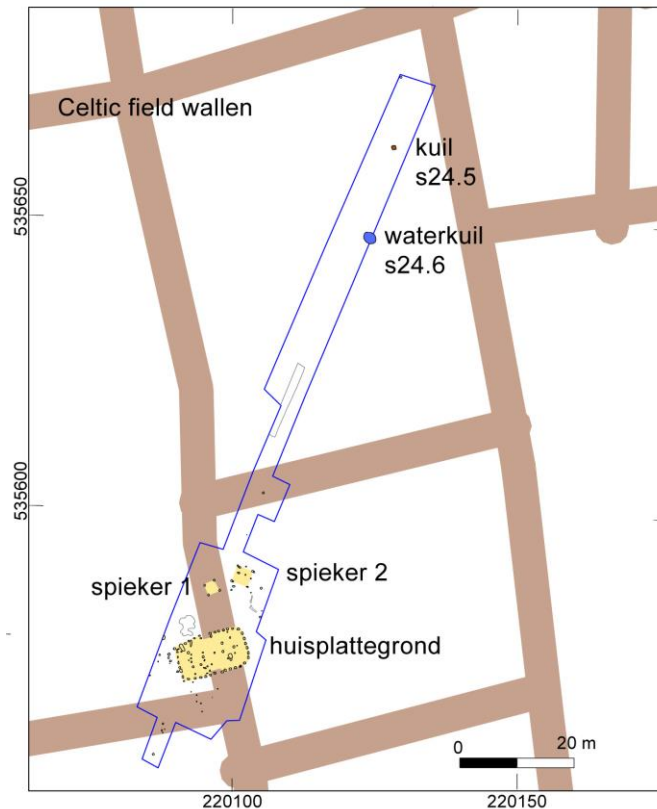 Celtic field wallen
kuil
s24.5
535650
waterkuil
s24.6
535600
spieker 1
spieker 2
huisplattegrond
0
20 m
220100
220150